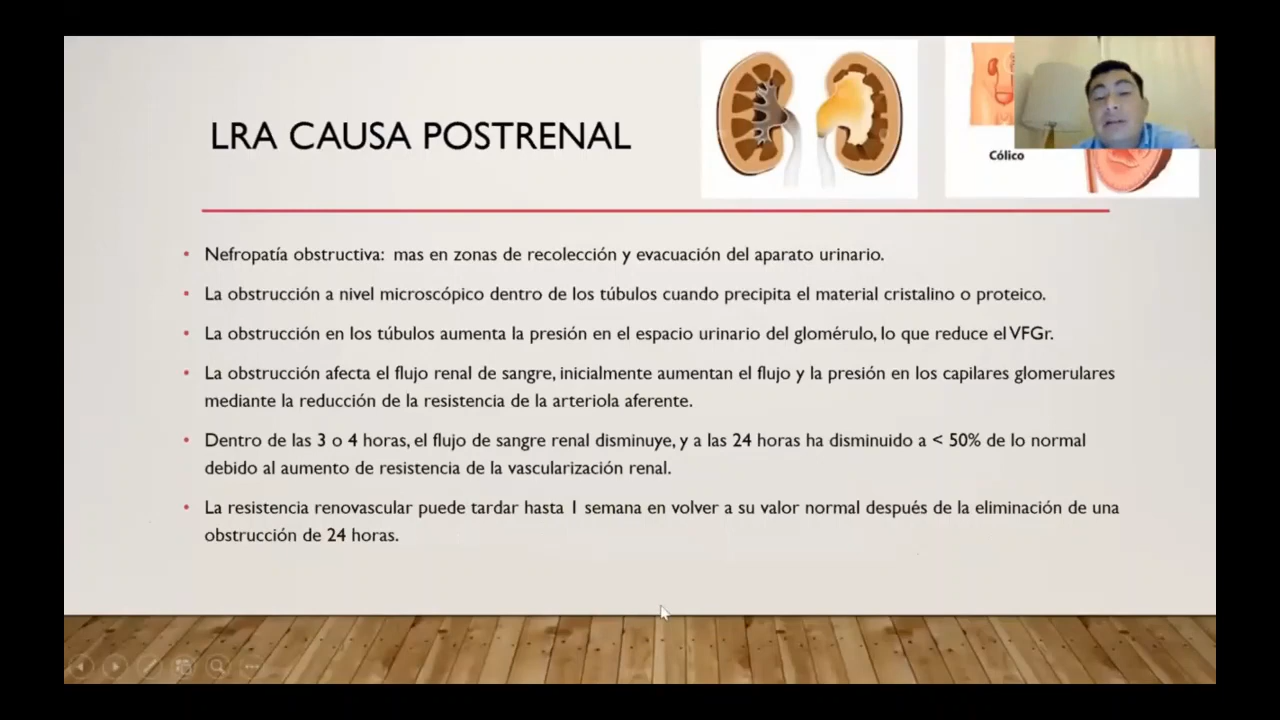 LRA CAUSA POSTRENAL
Cólico
• Nefropatía obstructiva: mas en zonas de recolección y evacuación del aparato urinario.
• La obstrucción a nivel microscópico dentro de los túbulos cuando precipita el material cristalino o proteico.
• La obstrucción en los túbulos aumenta la presión en el espacio urinario del glomérulo, lo que reduce el VFGr.
• La obstrucción afecta el flujo renal de sangre, inicialmente aumentan el flujo y la presión en los capilares glomerulares
mediante la reducción de la resistencia de la arteriola aferente.
• Dentro de las 3 o 4 horas, el flujo de sangre renal disminuye, y a las 24 horas ha disminuido a < 50% de lo normal
debido al aumento de resistencia de la vascularización renal.
• La resistencia renovascular puede tardar hasta 1 semana en volver a su valor normal después de la eliminación de una
obstrucción de 24 horas.